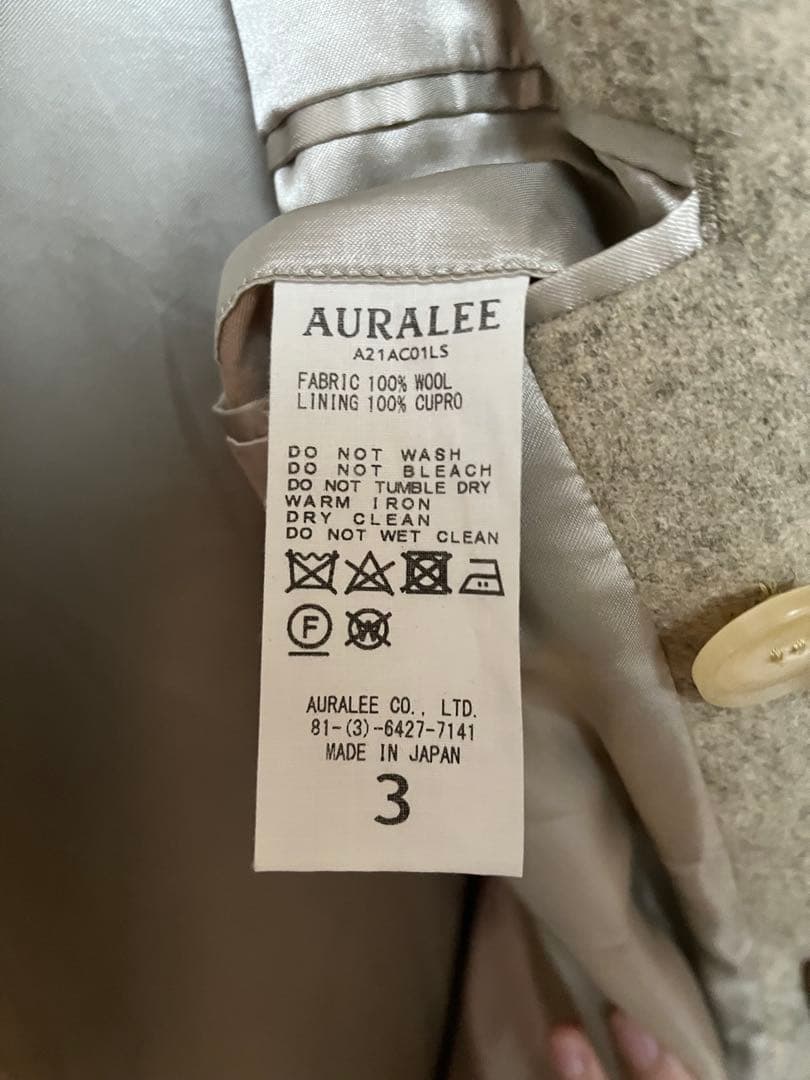 AURALEE
A21AC01LS
FABRIC 100% WOOL
LINING 100% CUPRO
DO NOT WASH
DO NOT BLEACH
DO NOT TUMBLE DRY
WARM IRON
DRY CLEAN
DO NOT WET CLEAN
F W
AURALEE CO., LTD.
81-(3)-6427-7141
MADE IN JAPAN
3